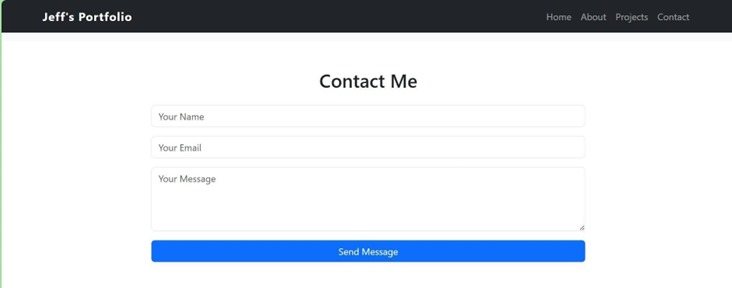 Jeff's Portfolio
Home About Projects Contact
Contact Me
Your Name
Your Email
Your Message
Send Message